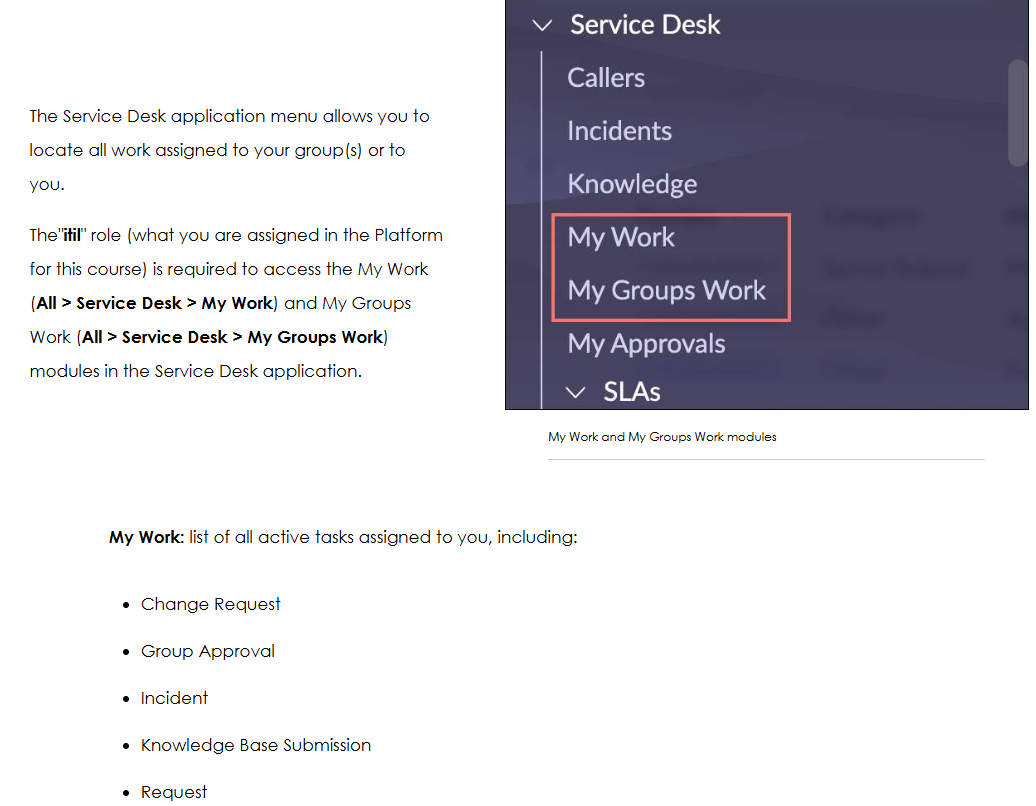 The Service Desk application menu allows you to
locate all work assigned to your group(s) or to
you.
The"itil" role (what you are assigned in the Platform
for this course) is required to access the My Work
(All > Service Desk > My Work) and My Groups
Work (All > Service Desk > My Groups Work)
modules in the Service Desk application.
Service Desk
Callers
Incidents
Knowledge
My Work
My Groups Work
My Approvals
SLAs
My Work and My Groups Work modules
My Work: list of all active tasks assigned to you, including:
• Change Request
• Group Approval
• Incident
• Knowledge Base Submission
• Request